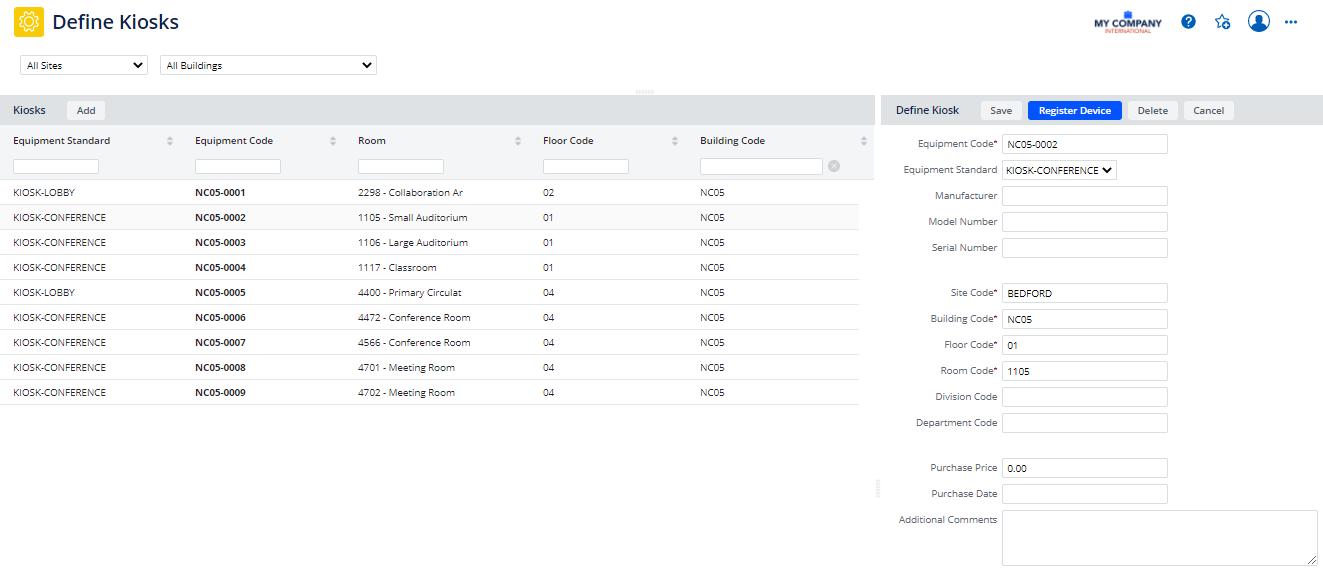 Define Kiosks
MY COMPANY
INTERNATIONAL
?
All Sites
All Buildings
Kiosks Add
Equipment Standard Equipment Code Room Floor Code Building Code
KIOSK-LOBBY NC05-0001 2298 - Collaboration Ar 02 NC05
KIOSK-CONFERENCE NC05-0002 1105 - Small Auditorium 01 NC05
KIOSK-CONFERENCE NC05-0003 1106 - Large Auditorium 01 NC05
KIOSK-CONFERENCE NC05-0004 1117 - Classroom 01 NC05
KIOSK-LOBBY NC05-0005 4400 - Primary Circulat 04 NC05
KIOSK-CONFERENCE NC05-0006 4472 - Conference Room 04 NC05
KIOSK-CONFERENCE NC05-0007 4566 - Conference Room 04 NC05
KIOSK-CONFERENCE NC05-0008 4701 - Meeting Room 04 NC05
KIOSK-CONFERENCE NC05-0009 4702 - Meeting Room 04 NC05
Define Kiosk Save Register Device Delete Cancel
Equipment Code* NC05-0002
Equipment Standard KIOSK-CONFERENCE
Manufacturer
Model Number
Serial Number
Site Code* BEDFORD
Building Code* NC05
Floor Code* 01
Room Code* 1105
Division Code
Department Code
Purchase Price 0.00
Purchase Date
Additional Comments